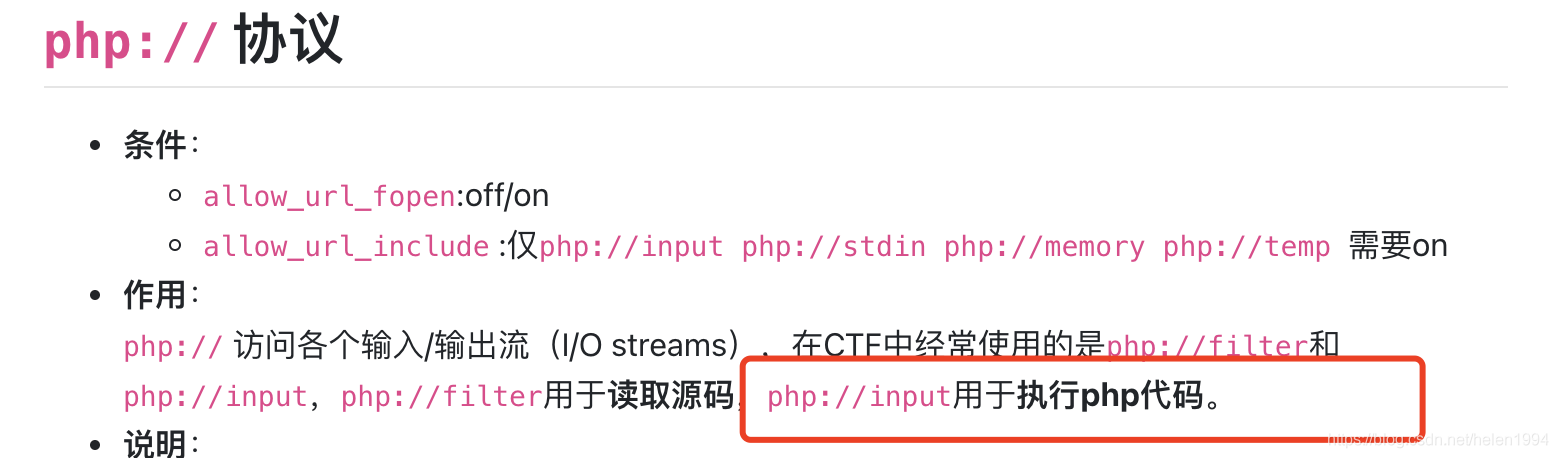 php:// 协议
条件：
allow_url_fopen:off/on
allow_url_include :仅php://input php://stdin php://memory php://temp 需要on
作用：
php:// 访问各个输入/输出流（I/O streams），在CTF中经常使用的是php://filter和
php://input，php://filter用于读取源码，php://input用于执行php代码。
说明：
https://blog.csdn.net/helen1994